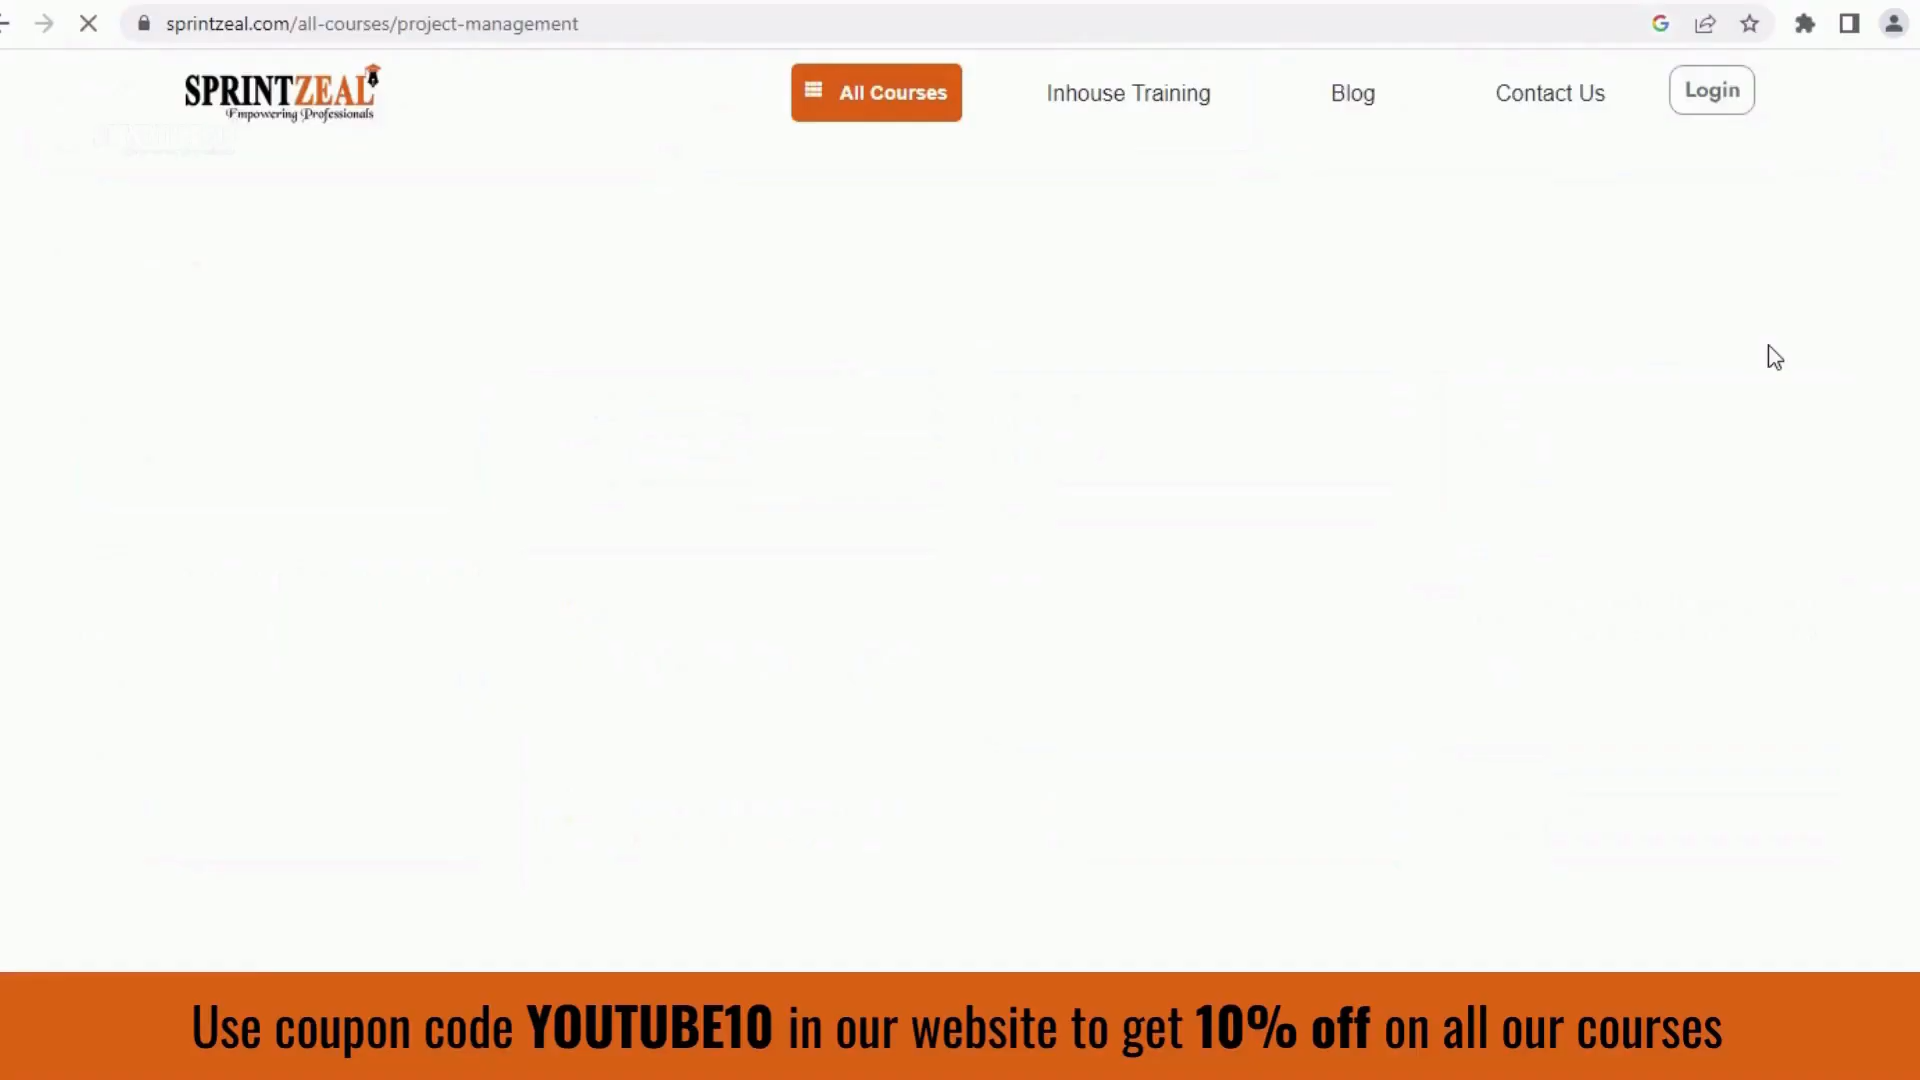 sprintzeal.com/all-courses/project-management
SPRINTZEAL
Empowering Professionals
All Courses
Inhouse Training
Blog
Contact Us
Login
Use coupon code YOUTUBE10 in our website to get 10% off on all our courses